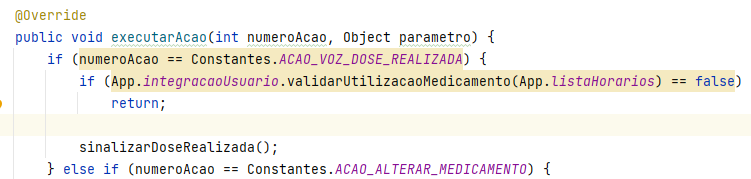 @Override
public void executarAcao(int numeroAcao, Object parametro) {
if (numeroAcao == Constantes.ACAO_VOZ_DOSE_REALIZADA) {
if (App.integracaoUsuario.validarUtilizacaoMedicamento(App.listaHorarios) == false)
return;
sinalizarDoseRealizada();
} else if (numeroAcao == Constantes.ACAO_ALTERAR_MEDICAMENTO) {